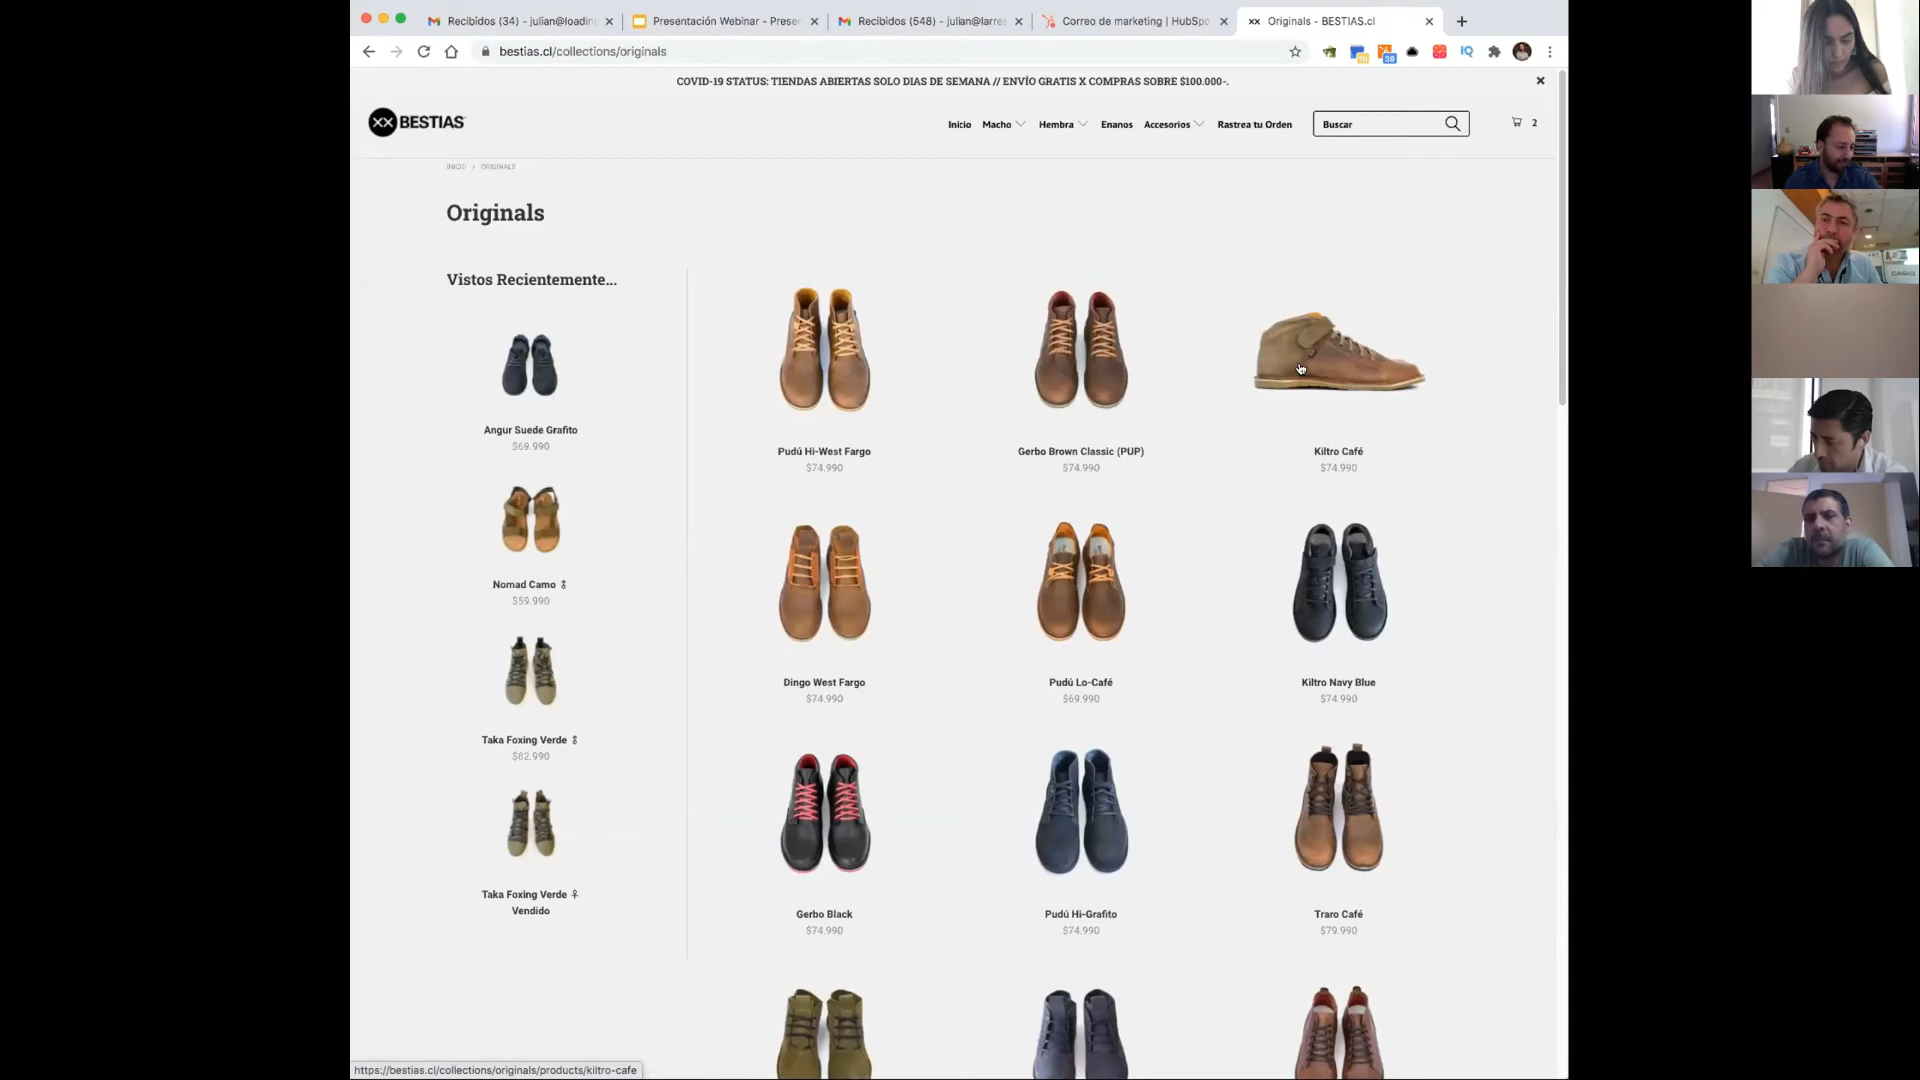 Recibidos (34) - julian@loadin
Presentación Webinar - Preser
Recibidos (548) - julian@larrea
Correo de marketing | HubSpo
Originals - BESTIAS.cl
bestias.cl/collections/originals
39
COVID-19 STATUS: TIENDAS ABIERTAS SOLO DIAS DE SEMANA // ENVÍO GRATIS X COMPRAS SOBRE $100.000-.
XX BESTIAS
Inicio Macho Hembra Enanos Accesorios Rastrea tu Orden Buscar 2
INICIO / ORIGINALS
Originals
Vistos Recientemente...
Angur Suede Grafito
$69.990
Nomad Camo ⚦
$59.990
Taka Foxing Verde ⚦
$82.990
Taka Foxing Verde ♀
Vendido
Pudú Hi-West Fargo
$74.990
Gerbo Brown Classic (PUP)
$74.990
Kiltro Café
$74.990
Dingo West Fargo
$74.990
Pudú Lo-Café
$69.990
Kiltro Navy Blue
$74.990
Gerbo Black
$74.990
Pudú Hi-Grafito
$74.990
Traro Café
$79.990
https://bestias.cl/collections/originals/products/kiltro-cafe
CASIO